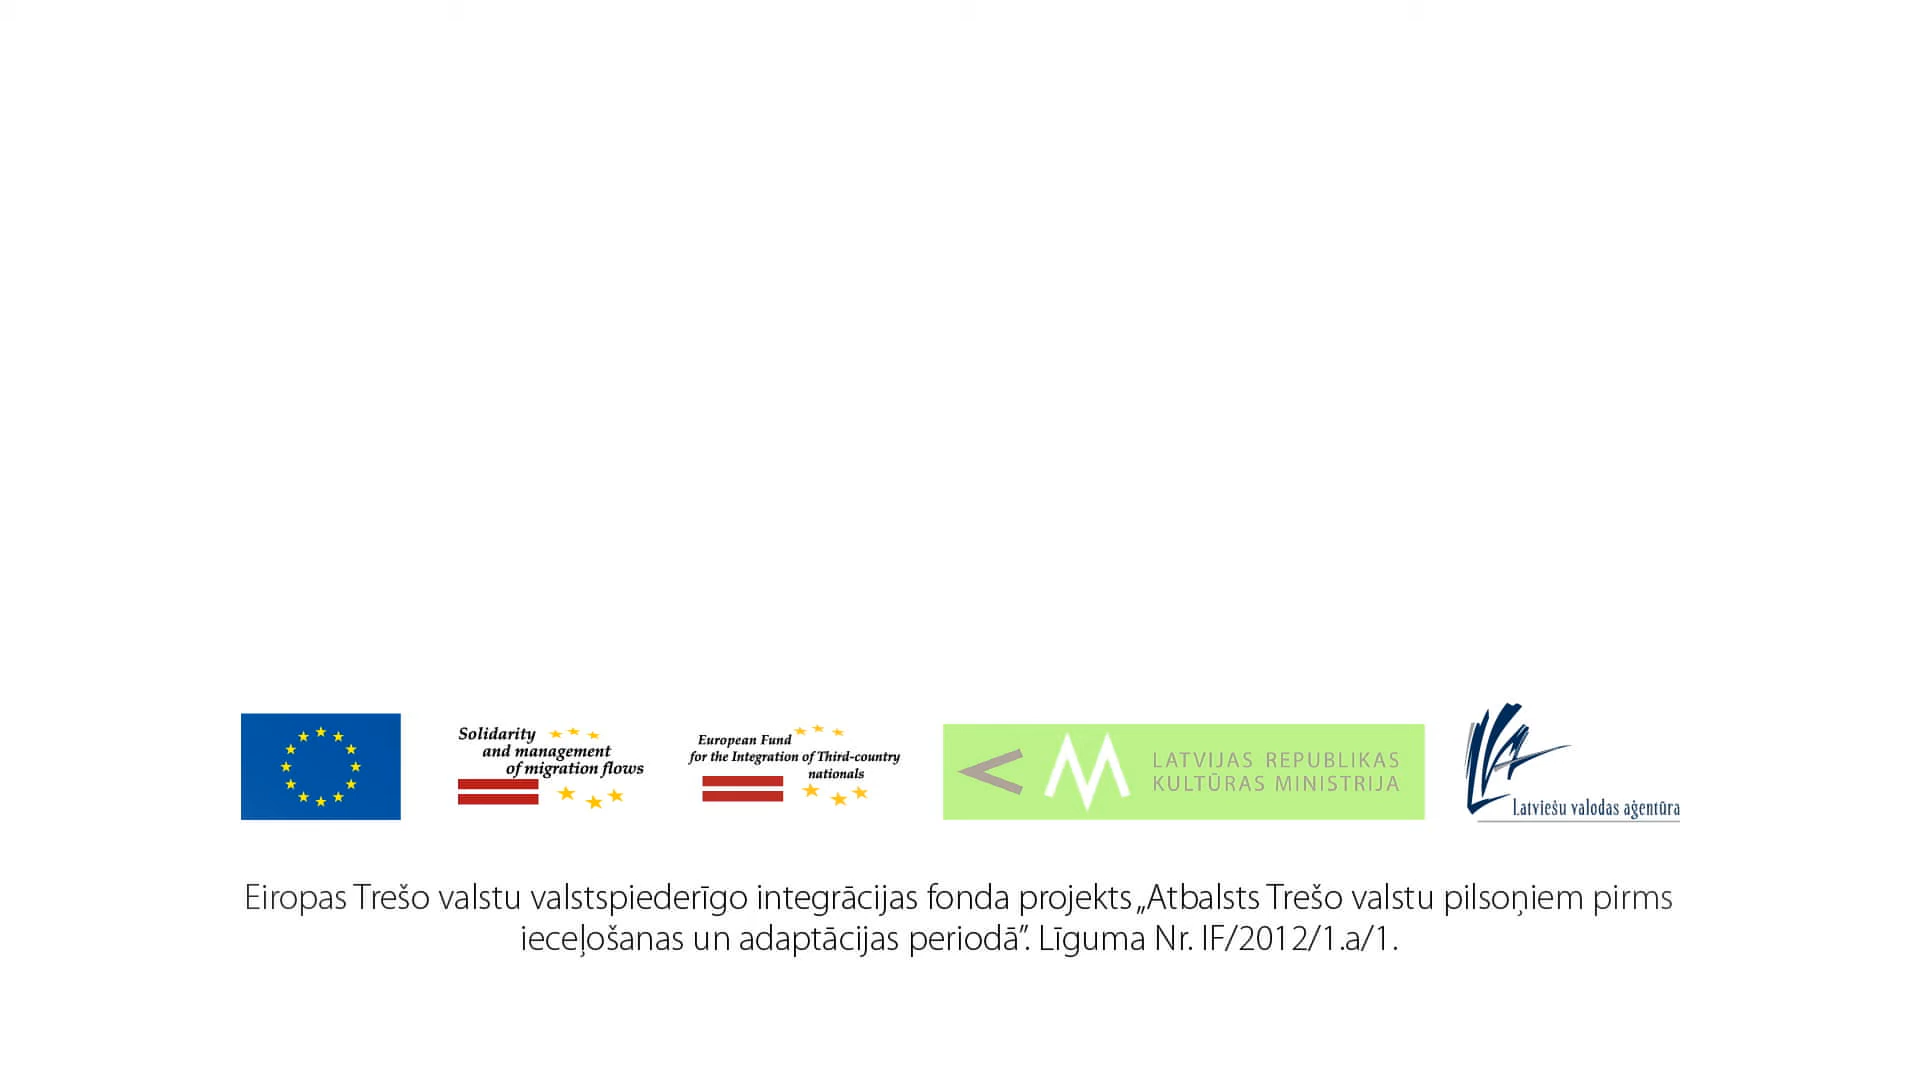 Solidarity
and management
of migration flows
European Fund
for the Integration of Third-country
nationals
LATVIJAS REPUBLIKAS
KULTŪRAS MINISTRIJA
Latviešu valodas aģentūra
Eiropas Trešo valstu valstspiederīgo integrācijas fonda projekts „Atbalsts Trešo valstu pilsoņiem pirms
ieceļošanas un adaptācijas periodā”. Līguma Nr. IF/2012/1.a/1.